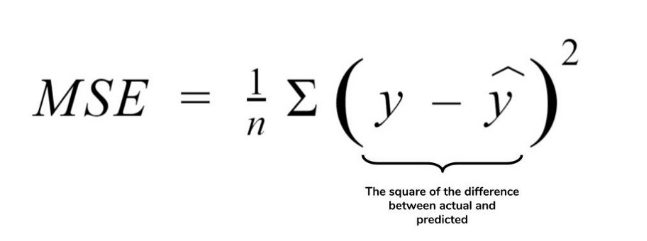 MSE = 1/n Σ (y − ŷ)²
The square of the difference
between actual and
predicted